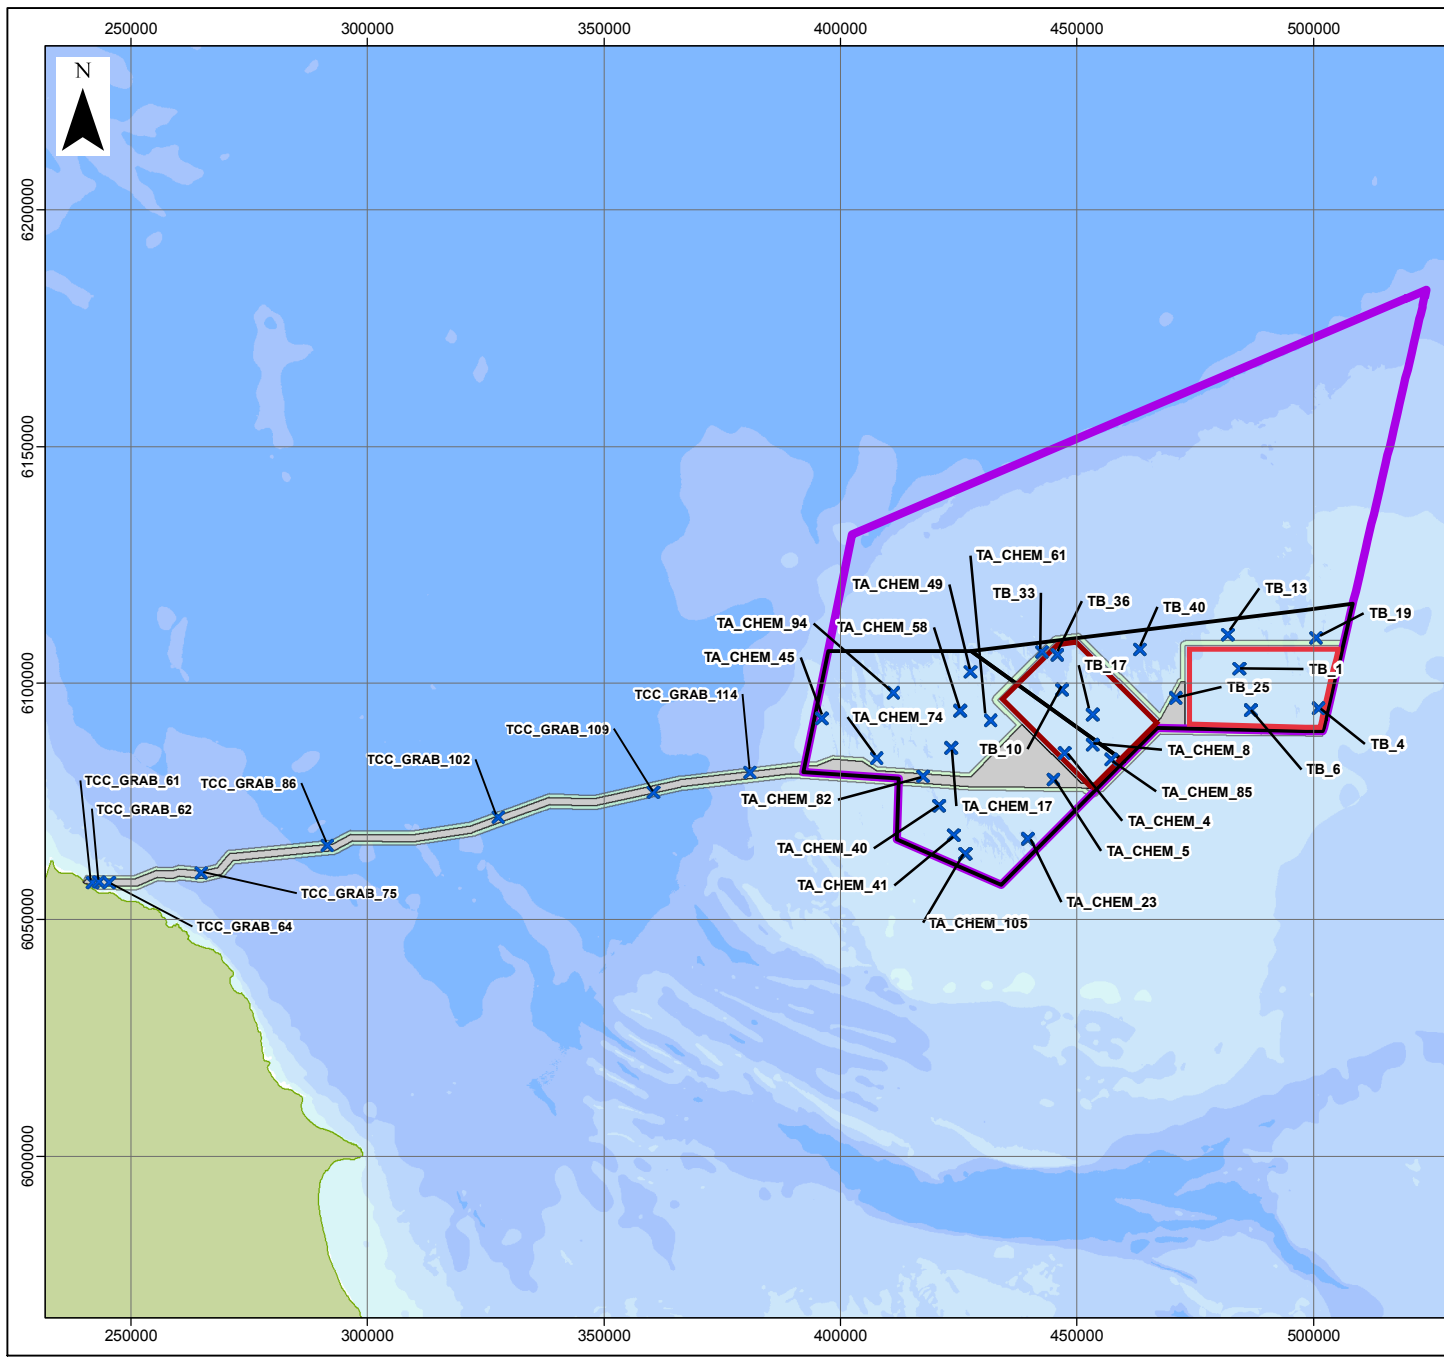 250000 300000 350000 400000 450000 500000
N
6200000
6150000
6100000
6050000
6000000
TA_CHEM_61
TA_CHEM_49
TB_33
TB_36
TB_40
TB_13
TB_19
TA_CHEM_94
TA_CHEM_58
TA_CHEM_45
TB_17
TB_1
TB_25
TCC_GRAB_114
TA_CHEM_74
TCC_GRAB_109
TB_10
TA_CHEM_8
TB_4
TB_6
TCC_GRAB_102
TCC_GRAB_61
TCC_GRAB_86
TCC_GRAB_62
TA_CHEM_82
TA_CHEM_17
TA_CHEM_85
TA_CHEM_4
TA_CHEM_40
TA_CHEM_5
TA_CHEM_41
TCC_GRAB_75
TA_CHEM_23
TCC_GRAB_64
TA_CHEM_105
250000 300000 350000 400000 450000 500000